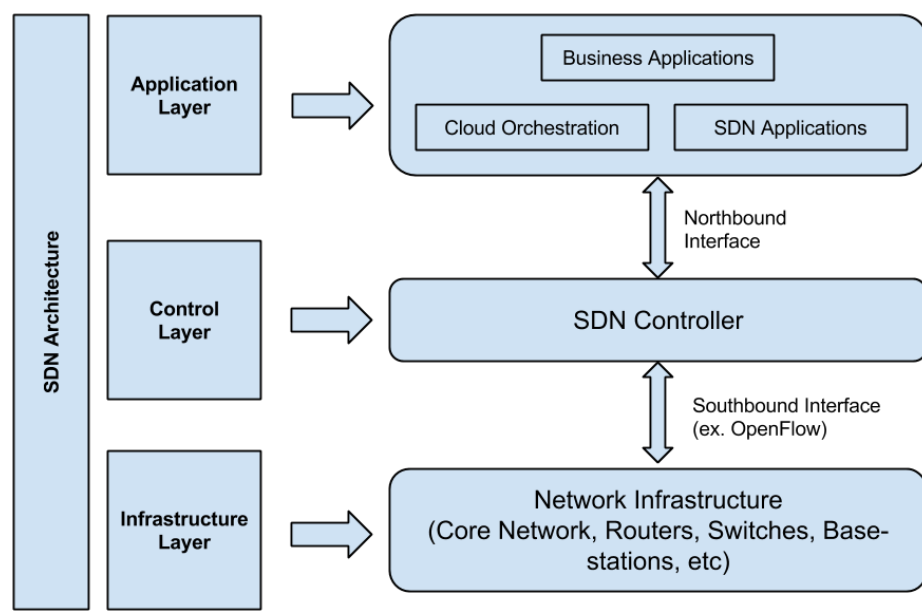 SDN Architecture
Application
Layer
Business Applications
Cloud Orchestration
SDN Applications
Northbound
Interface
Control
Layer
SDN Controller
Southbound Interface
(ex. OpenFlow)
Infrastructure
Layer
Network Infrastructure
(Core Network, Routers, Switches, Base-
stations, etc)